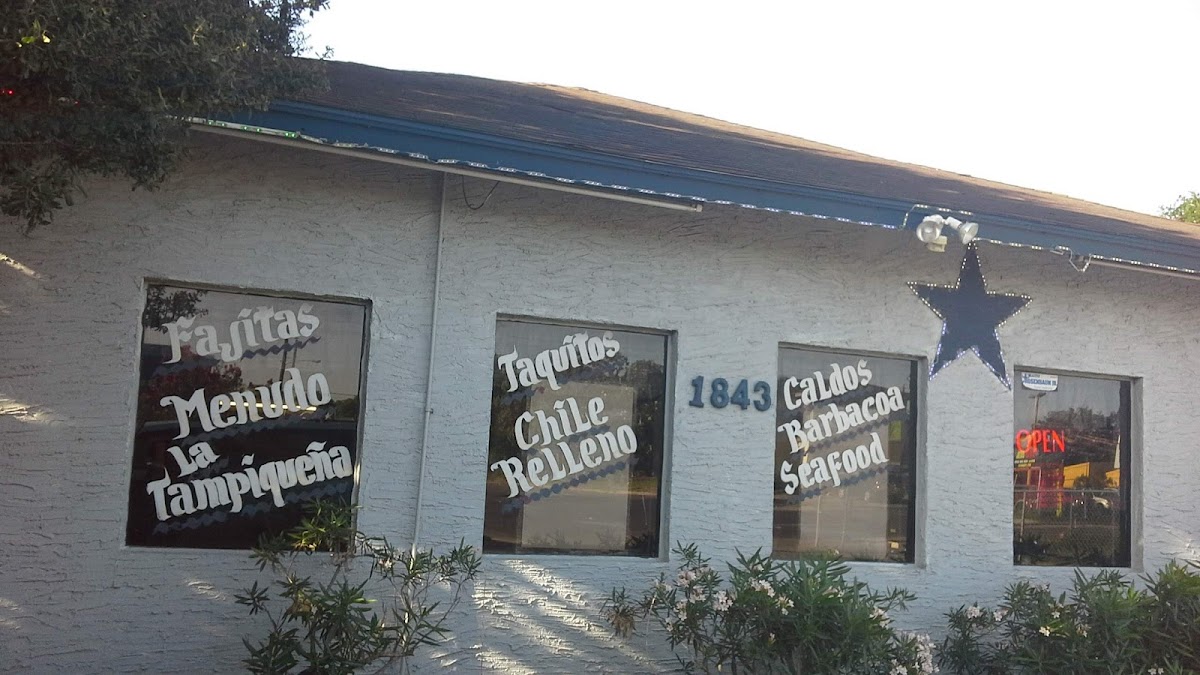 Fajitas
Menudo
La
Tampiqueña
Taquitos
Chile
Relleno
1843
Caldos
Barbacoa
Seafood
OPEN